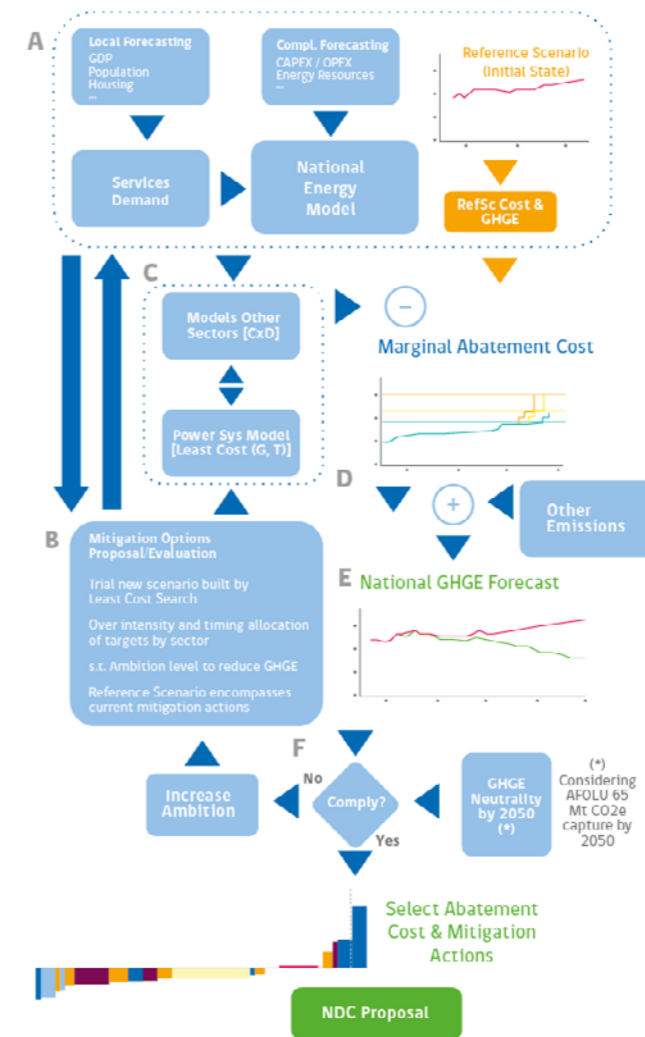 A
Local Forecasting
GDP
Population
Housing
...
Compl. Forecasting
CAPEX / OPEX
Energy Resources
...
Reference Scenario
(Initial State)
Services
Demand
National
Energy
Model
RefSc Cost &
GHGE
C
Models Other
Sectors [CxD]
−
Marginal Abatement Cost
Power Sys Model
[Least Cost (G, T)]
D
+
Other
Emissions
B
Mitigation Options
Proposal/Evaluation
Trial new scenario built by
Least Cost Search
Over intensity and timing allocation
of targets by sector
s.t. Ambition level to reduce GHGE
Reference Scenario encompasses
current mitigation actions
E
National GHGE Forecast
F
No
Increase
Ambition
Comply?
Yes
GHGE
Neutrality
by 2050
(*)
(*)
Considering
AFOLU 65
Mt CO2e
capture by
2050
Select Abatement
Cost & Mitigation
Actions
NDC Proposal